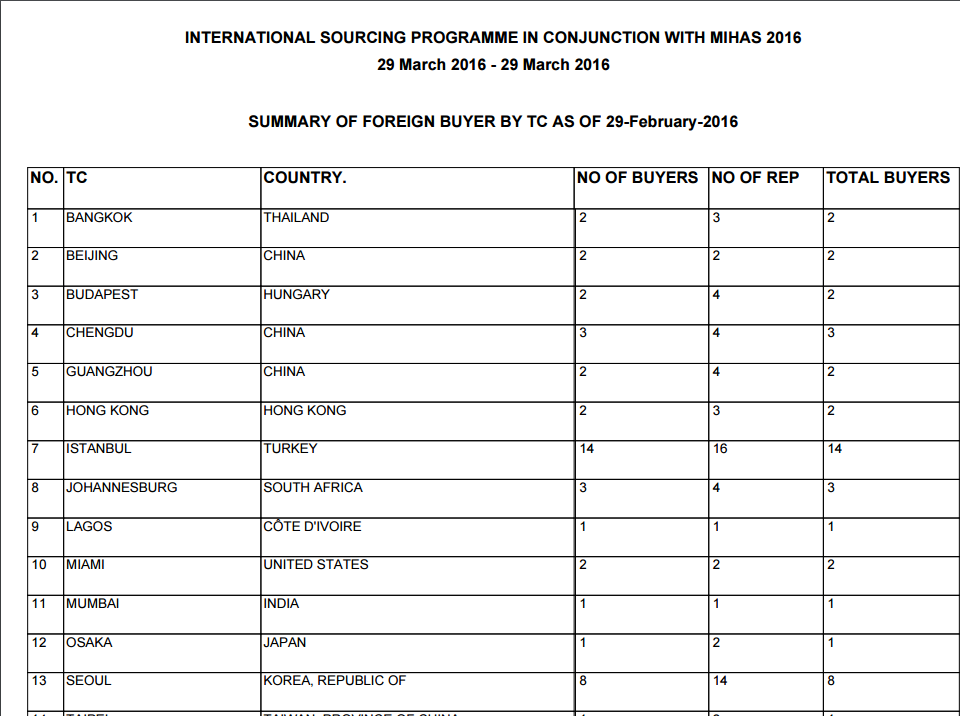 INTERNATIONAL SOURCING PROGRAMME IN CONJUNCTION WITH MIHAS 2016
29 March 2016 - 29 March 2016
SUMMARY OF FOREIGN BUYER BY TC AS OF 29-February-2016
NO. TC COUNTRY. NO OF BUYERS NO OF REP TOTAL BUYERS
1 BANGKOK THAILAND 2 3 2
2 BEIJING CHINA 2 2 2
3 BUDAPEST HUNGARY 2 4 2
4 CHENGDU CHINA 3 4 3
5 GUANGZHOU CHINA 2 4 2
6 HONG KONG HONG KONG 2 3 2
7 ISTANBUL TURKEY 14 16 14
8 JOHANNESBURG SOUTH AFRICA 3 4 3
9 LAGOS CÔTE D'IVOIRE 1 1 1
10 MIAMI UNITED STATES 2 2 2
11 MUMBAI INDIA 1 1 1
12 OSAKA JAPAN 1 2 1
13 SEOUL KOREA, REPUBLIC OF 8 14 8